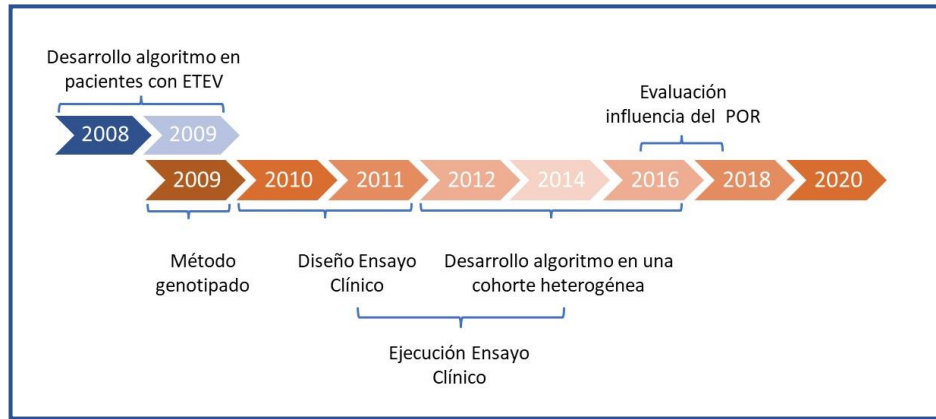 Desarrollo algoritmo en
pacientes con ETEV
Evaluación
influencia del POR
2008
2009
2009
2010
2011
2012
2014
2016
2018
2020
Método
genotipado
Diseño Ensayo
Clínico
Desarrollo algoritmo en una
cohorte heterogénea
Ejecución Ensayo
Clínico